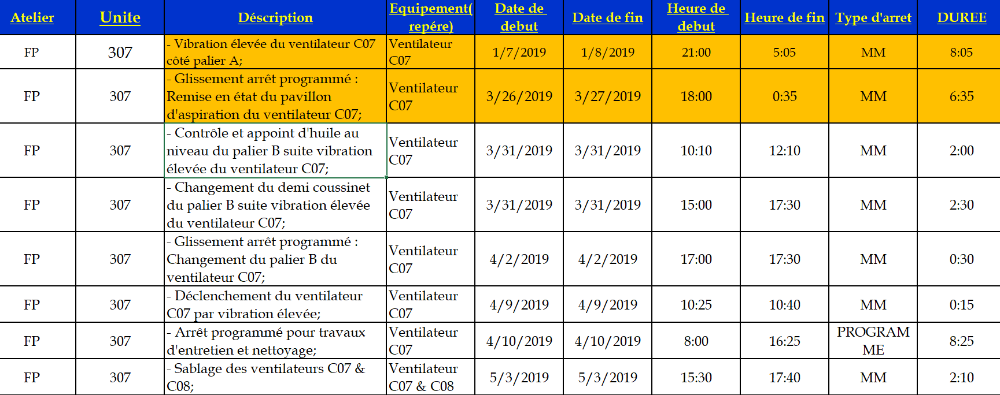 Atelier Unite Déscription Equipement( repére) Date de debut Date de fin Heure de debut Heure de fin Type d'arret DUREE
FP 307 - Vibration élevée du ventilateur C07 côté palier A; Ventilateur C07 1/7/2019 1/8/2019 21:00 5:05 MM 8:05
FP 307 - Glissement arrêt programmé : Remise en état du pavillon d'aspiration du ventilateur C07; Ventilateur C07 3/26/2019 3/27/2019 18:00 0:35 MM 6:35
FP 307 - Contrôle et appoint d'huile au niveau du palier B suite vibration élevée du ventilateur C07; Ventilateur C07 3/31/2019 3/31/2019 10:10 12:10 MM 2:00
FP 307 - Changement du demi coussinet du palier B suite vibration élevée du ventilateur C07; Ventilateur C07 3/31/2019 3/31/2019 15:00 17:30 MM 2:30
FP 307 - Glissement arrêt programmé : Changement du palier B du ventilateur C07; Ventilateur C07 4/2/2019 4/2/2019 17:00 17:30 MM 0:30
FP 307 - Déclenchement du ventilateur C07 par vibration élevée; Ventilateur C07 4/9/2019 4/9/2019 10:25 10:40 MM 0:15
FP 307 - Arrêt programmé pour travaux d'entretien et nettoyage; Ventilateur C07 4/10/2019 4/10/2019 8:00 16:25 PROGRAMME 8:25
FP 307 - Sablage des ventilateurs C07 & C08; Ventilateur C07 & C08 5/3/2019 5/3/2019 15:30 17:40 MM 2:10